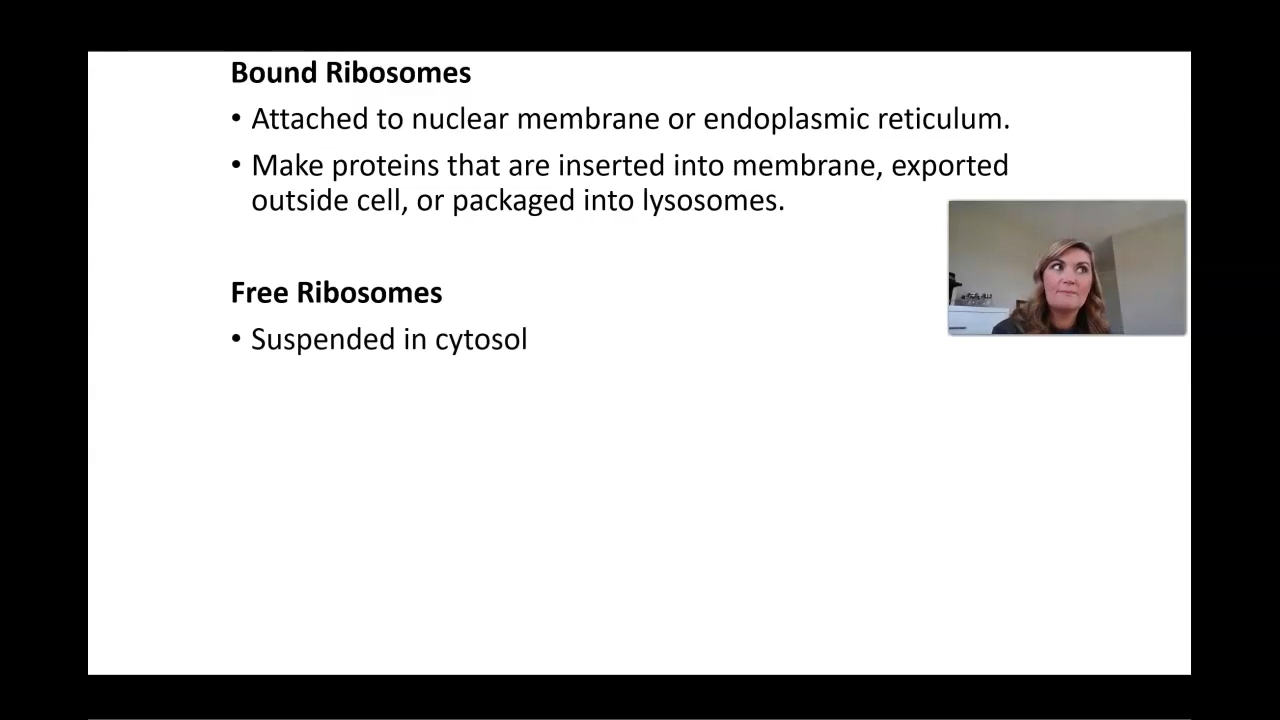 Bound Ribosomes
• Attached to nuclear membrane or endoplasmic reticulum.
• Make proteins that are inserted into membrane, exported
outside cell, or packaged into lysosomes.
Free Ribosomes
• Suspended in cytosol